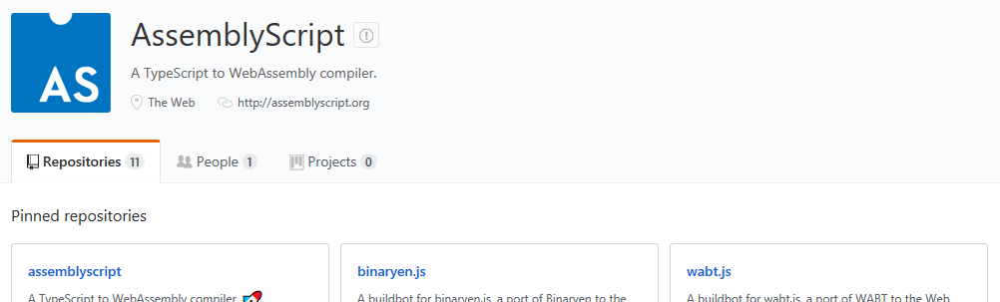 AS
AssemblyScript
A TypeScript to WebAssembly compiler.
The Web http://assemblyscript.org
Repositories 11 People 1 Projects 0
Pinned repositories
assemblyscript binaryen.js wabt.js
A TypeScript to WebAssembly compiler A buildbot for binaryen.js, a port of Binaryen to the A buildbot for wabt.js, a port of WABT to the Web